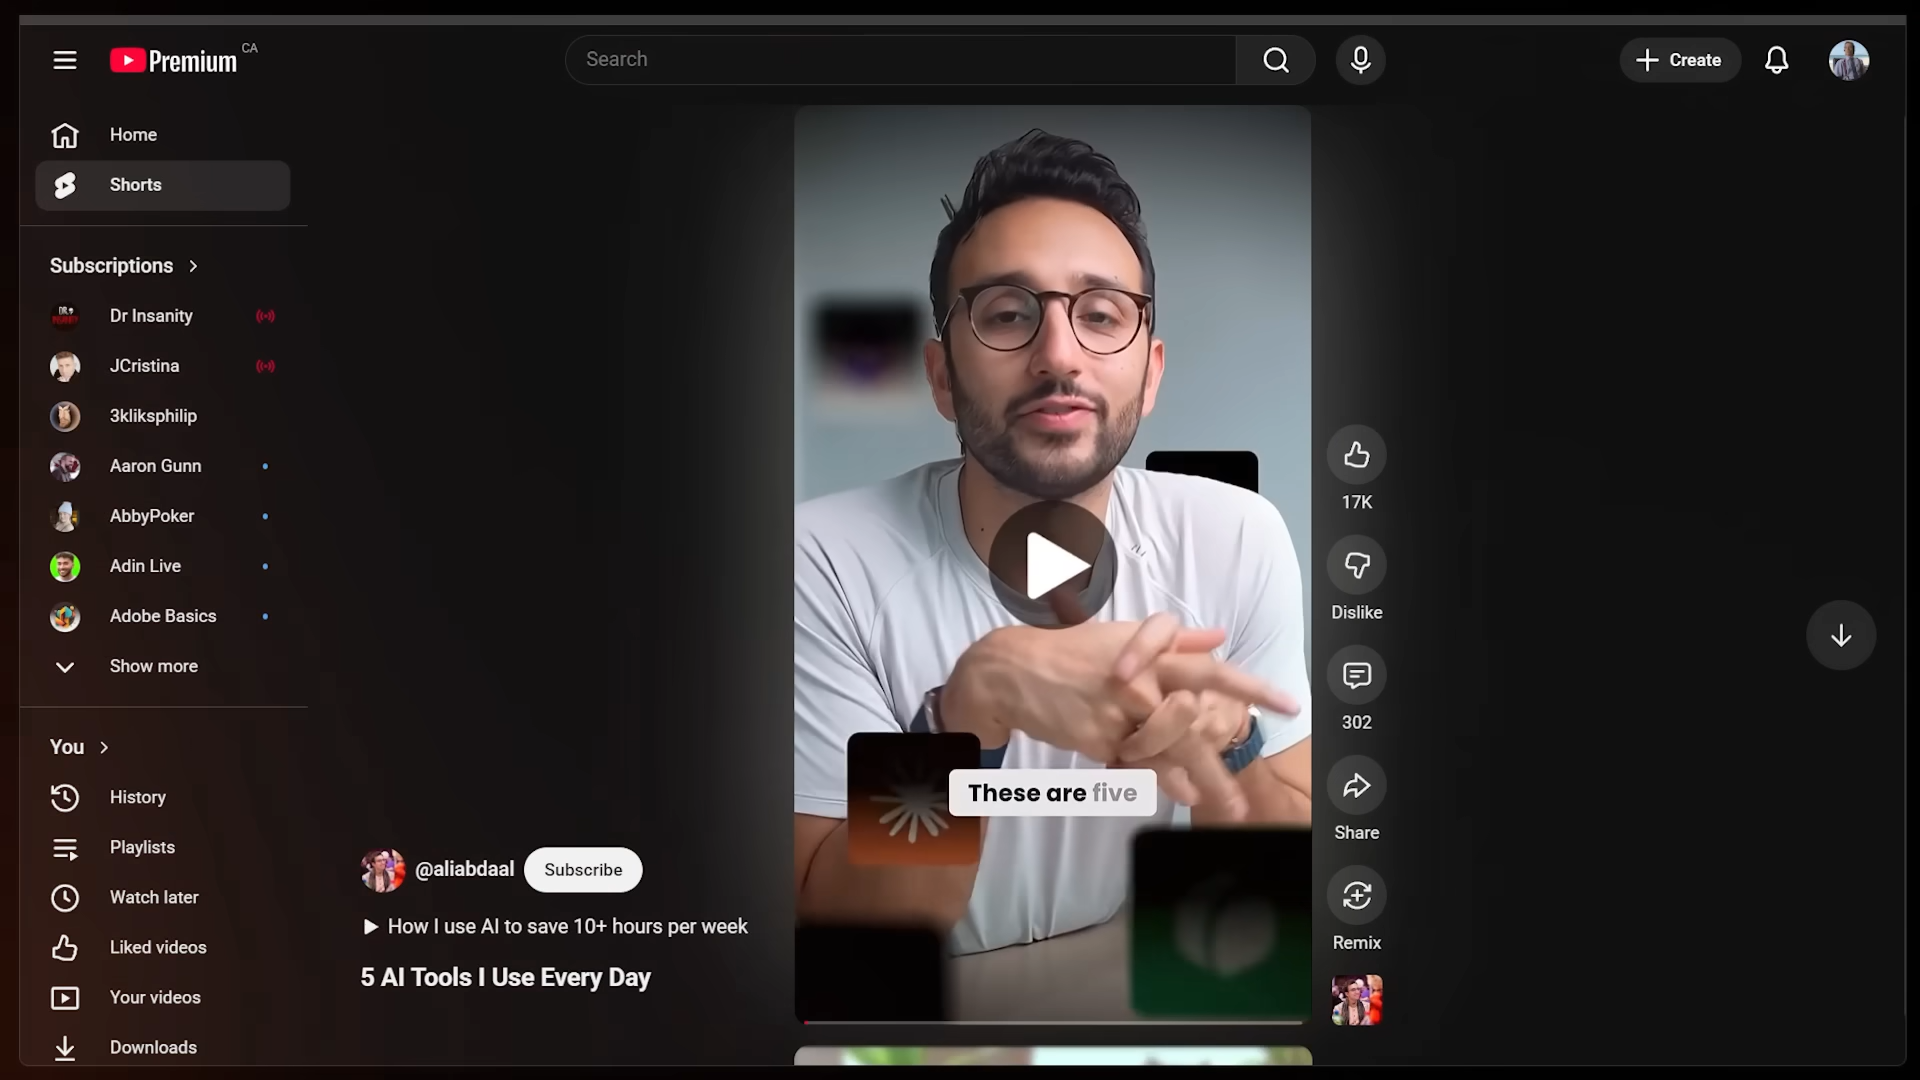 Premium CA
Search
Create
Home
Shorts
Subscriptions
Dr Insanity
JCristina
3kliksphilip
Aaron Gunn
AbbyPoker
Adin Live
Adobe Basics
Show more
You
History
Playlists
Watch later
Liked videos
Your videos
Downloads
These are five
@aliabdaal
Subscribe
How I use AI to save 10+ hours per week
5 AI Tools I Use Every Day
17K
Dislike
302
Share
Remix